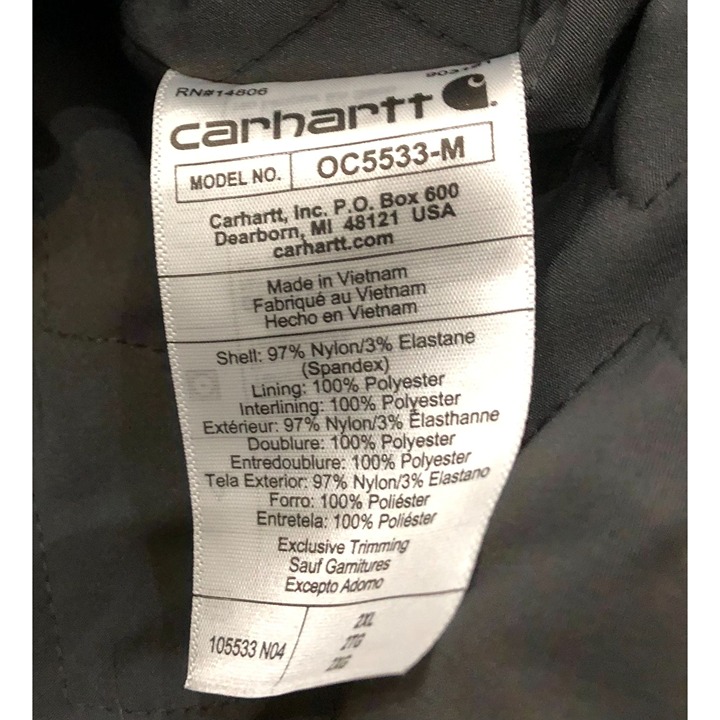 RN#14806
carhartt
MODEL NO. OC5533-M
Carhartt, Inc. P.O. Box 600
Dearborn, MI 48121 USA
carhartt.com
Made in Vietnam
Fabriqué au Vietnam
Hecho en Vietnam
Shell: 97% Nylon/3% Elastane
(Spandex)
Lining: 100% Polyester
Interlining: 100% Polyester
Extérieur: 97% Nylon/3% Élasthanne
Doublure: 100% Polyester
Entredoublure: 100% Polyester
Tela Exterior: 97% Nylon/3% Elastano
Forro: 100% Poliéster
Entretela: 100% Poliéster
Exclusive Trimming
Sauf Garnitures
Excepto Adorno
105533 N04
2XL
2TG
2XG